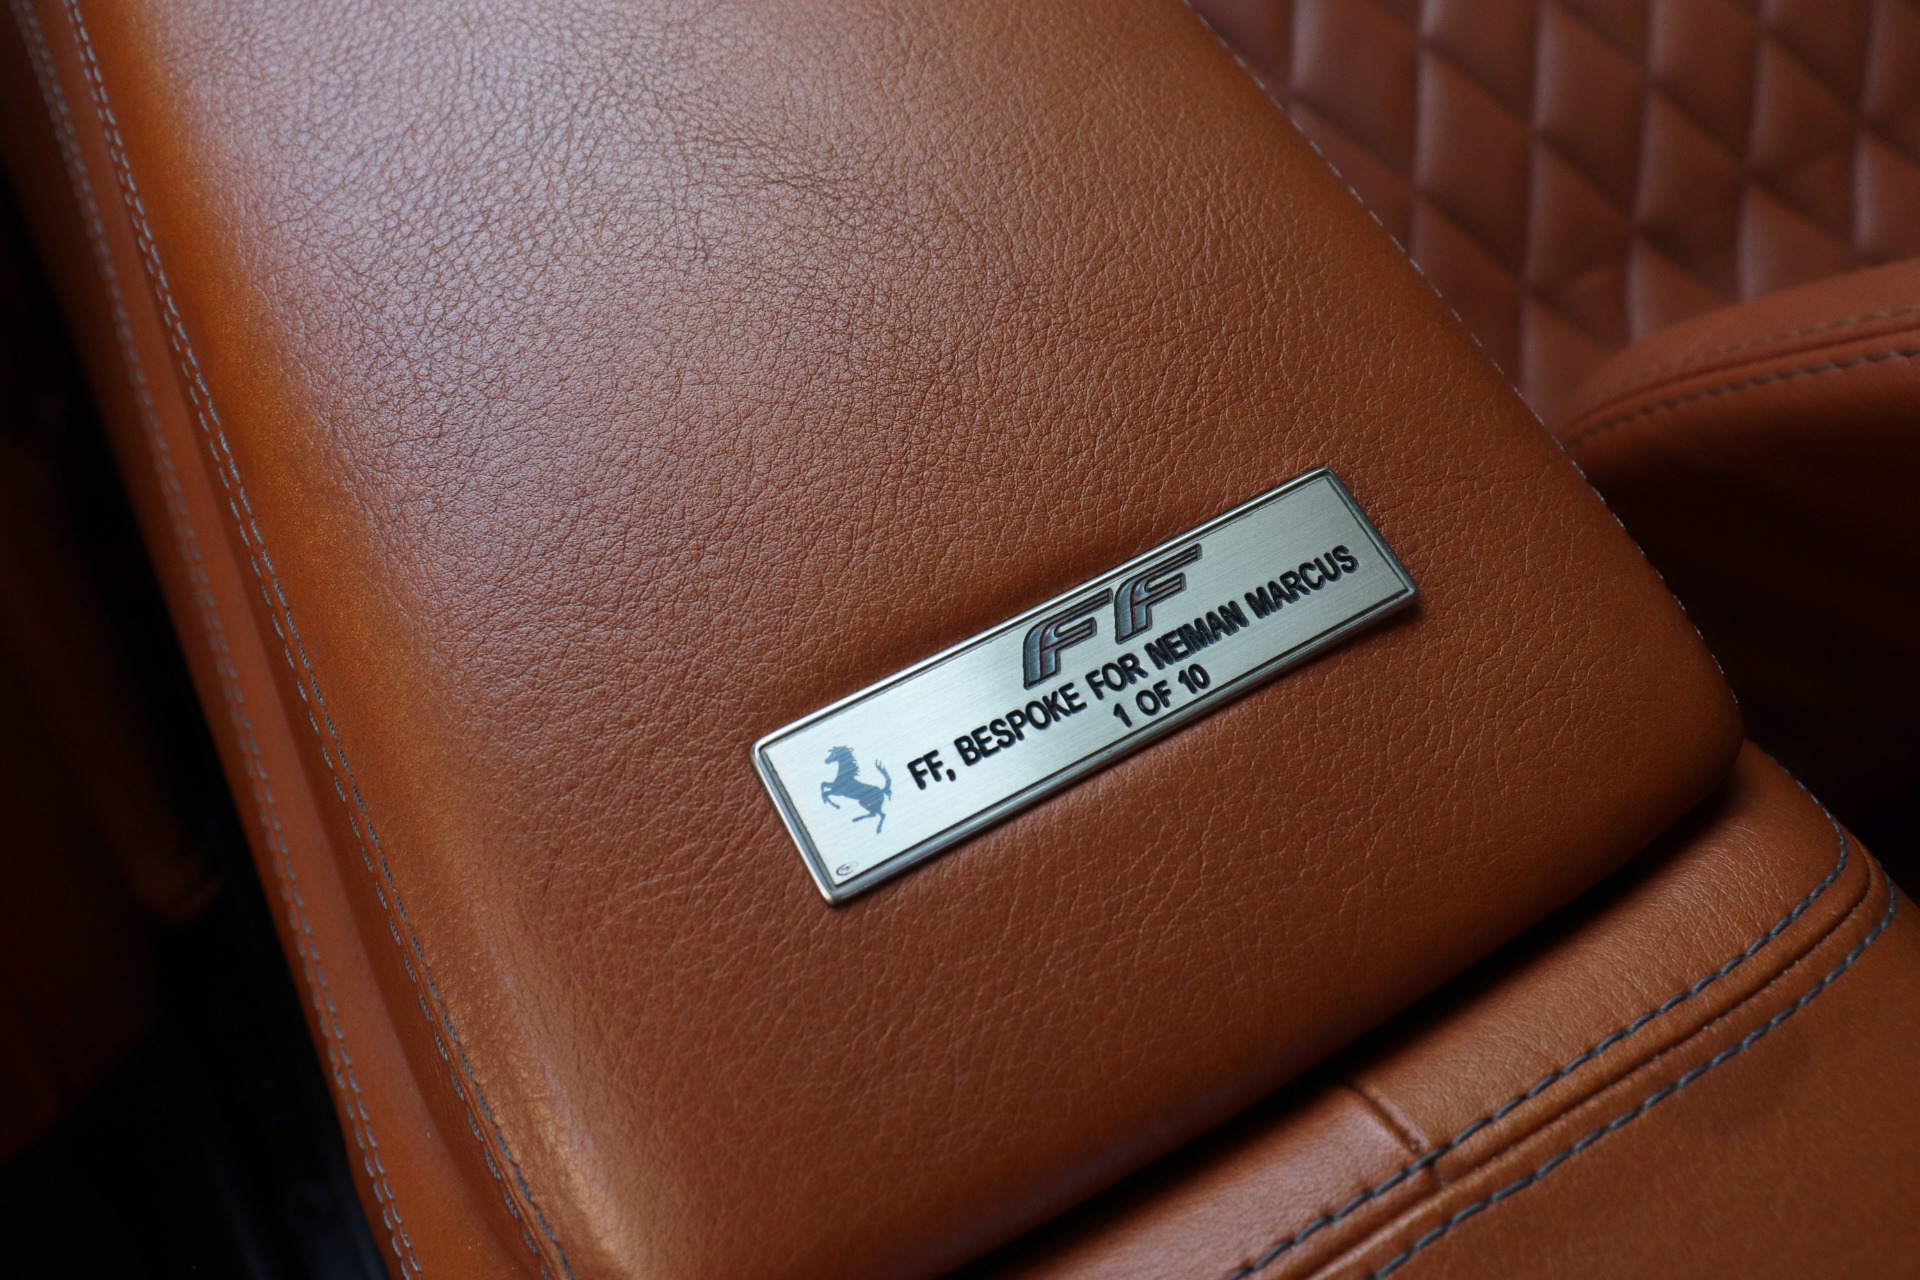 FF
FF, BESPOKE FOR NEIMAN MARCUS
1 OF 10